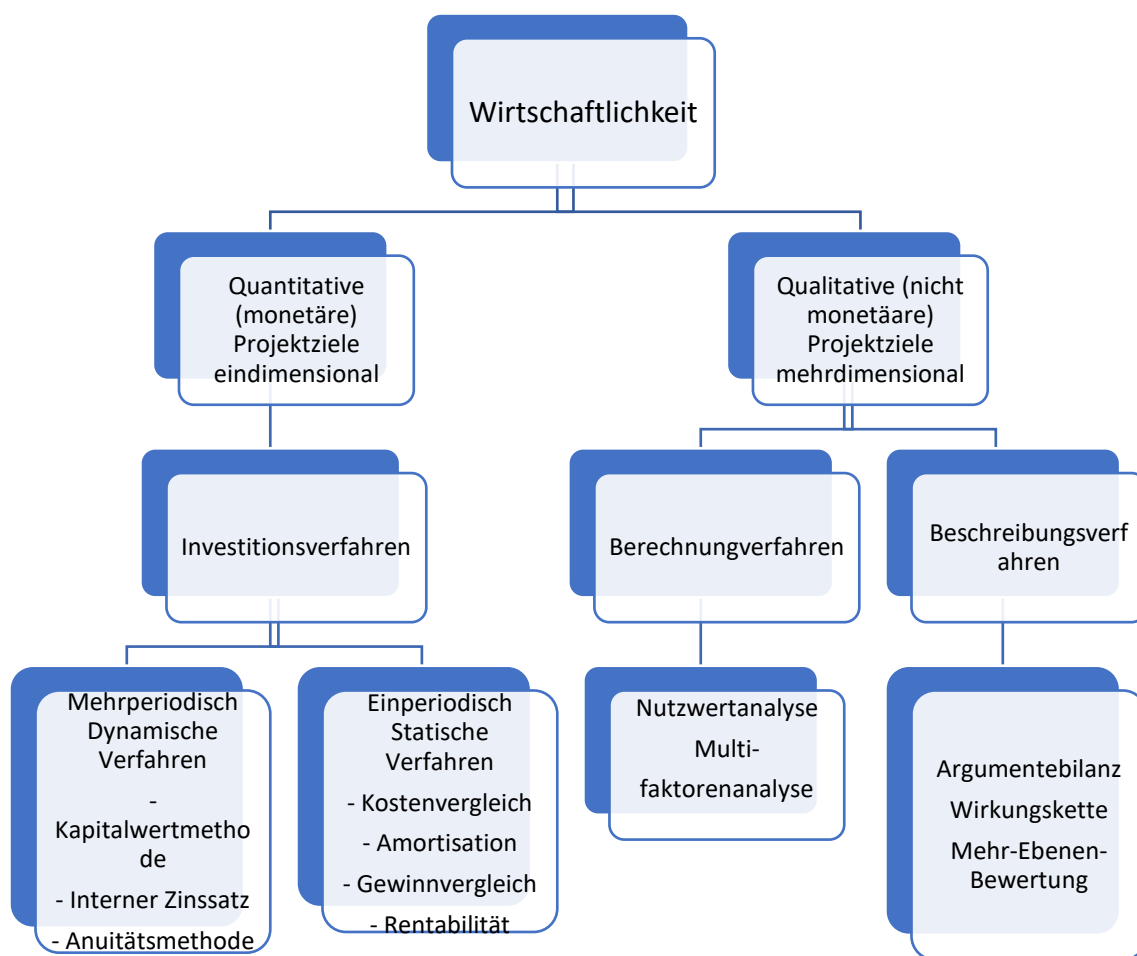 Wirtschaftlichkeit
Quantitative
(monetäre)
Projektziele
eindimensional
Qualitative (nicht
monetäare)
Projektziele
mehrdimensional
Investitionsverfahren
Berechnungverfahren
Beschreibungsverf
ahren
Mehrperiodisch
Dynamische
Verfahren
-
Kapitalwertmetho
de
- Interner Zinssatz
- Anuitätsmethode
Einperiodisch
Statische
Verfahren
- Kostenvergleich
- Amortisation
- Gewinnvergleich
- Rentabilität
Nutzwertanalyse
Multi-
faktorenanalyse
Argumentebilanz
Wirkungskette
Mehr-Ebenen-
Bewertung